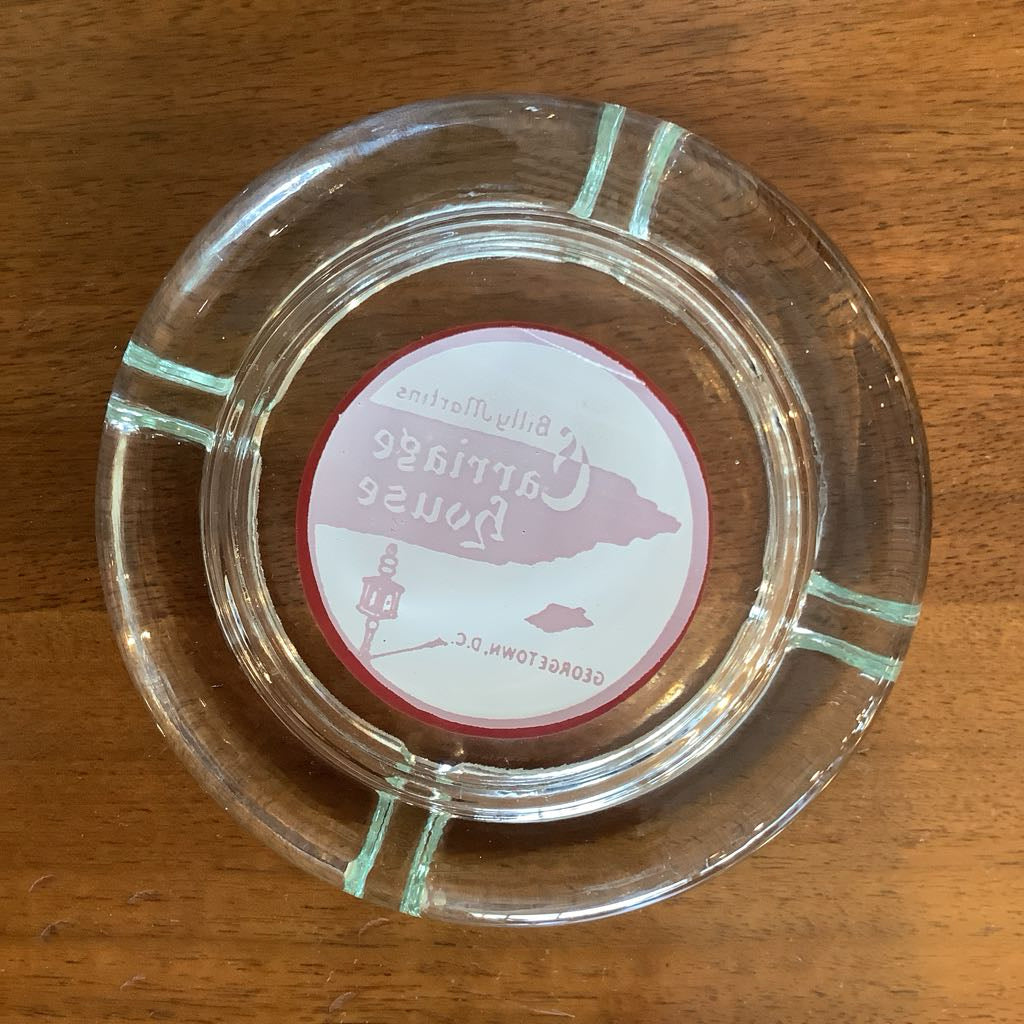 Billy Martins
Carriage
house
GEORGETOWN, D.C.